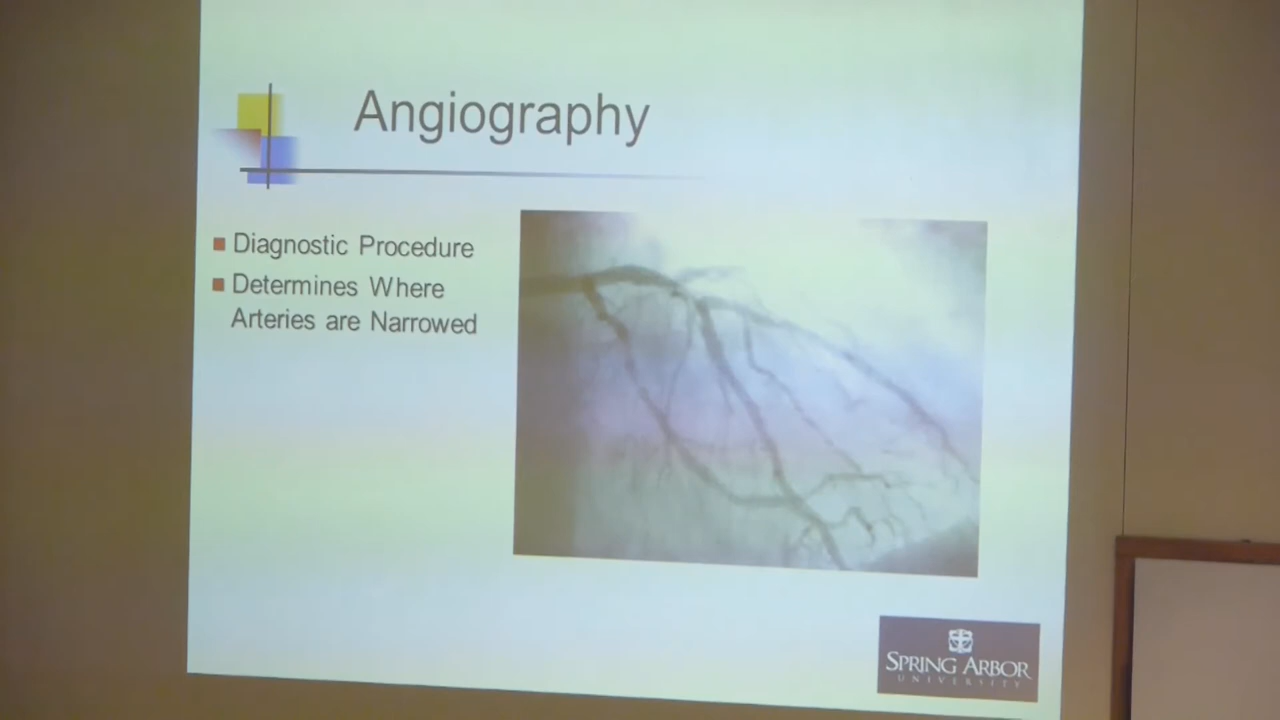 Angiography
Diagnostic Procedure
Determines Where
Arteries are Narrowed
SPRING ARBOR
UNIVERSITY